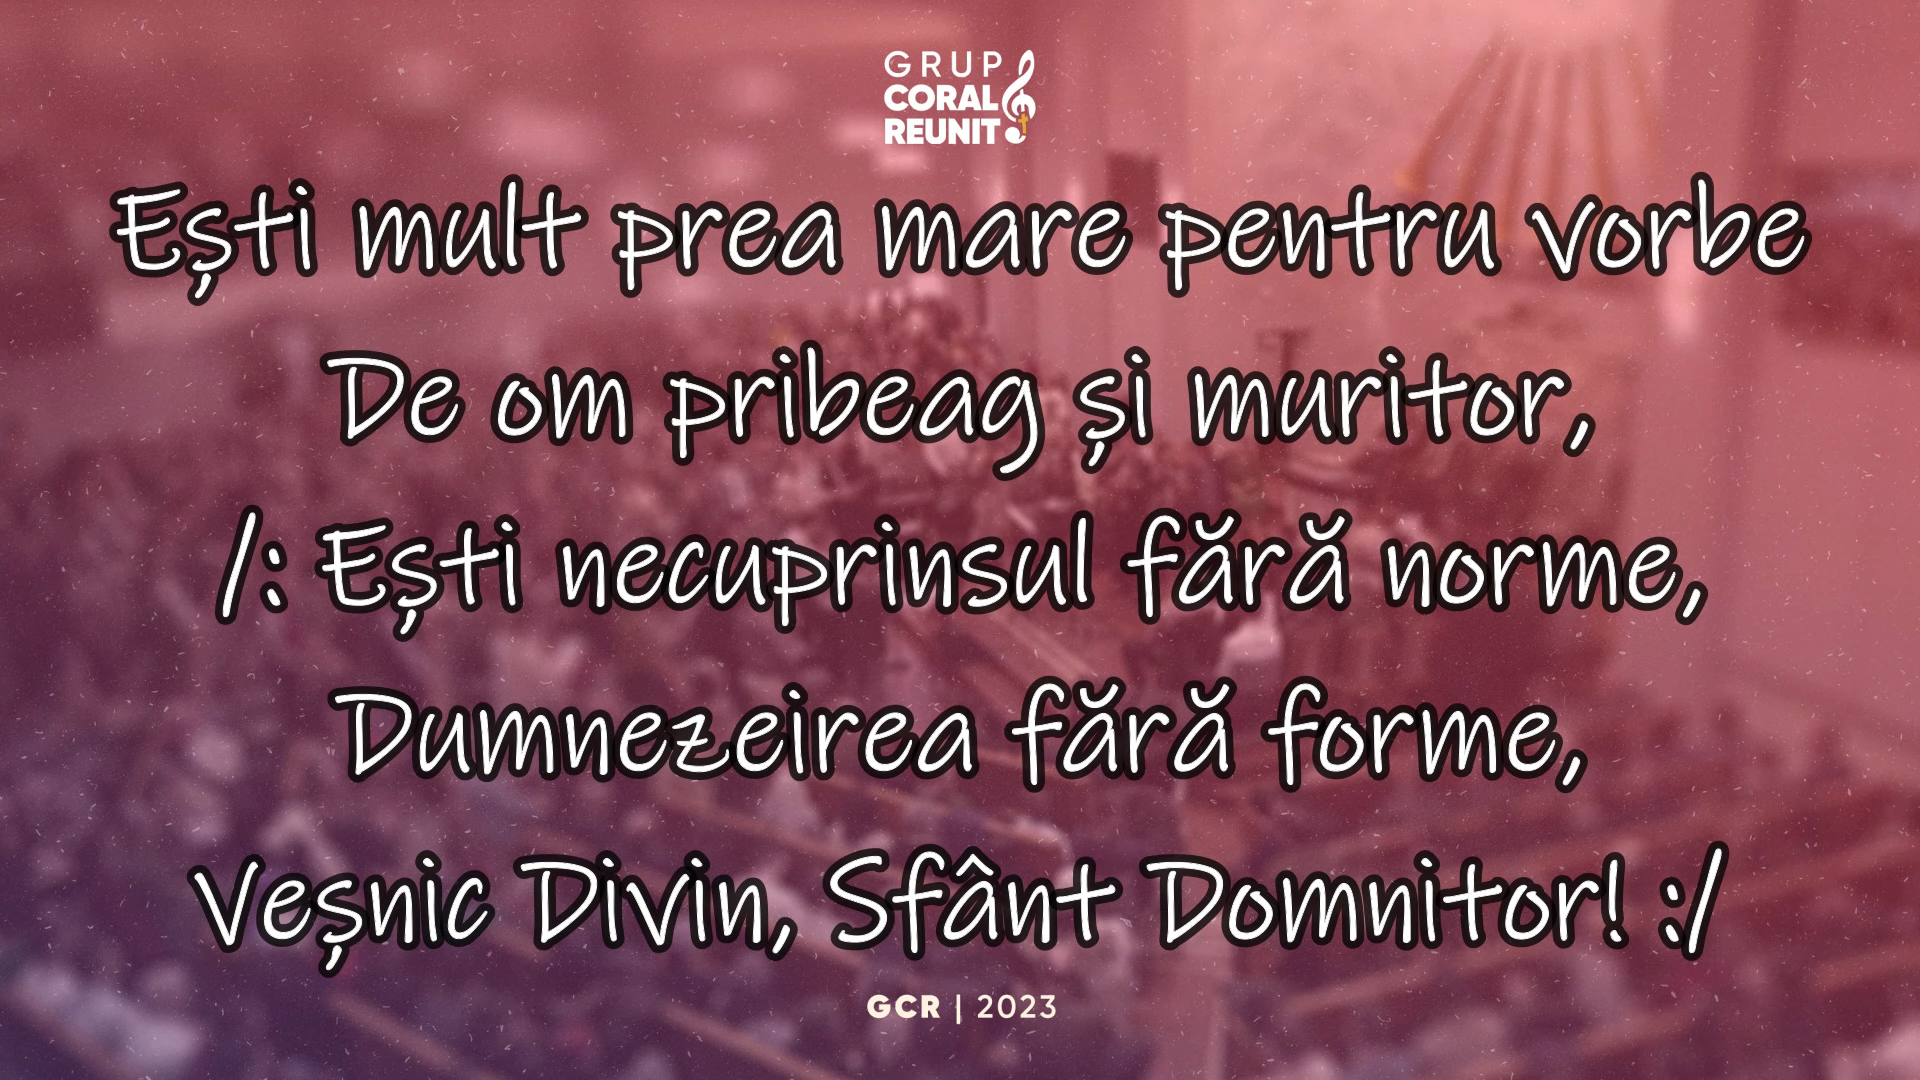 GRUP
CORAL
REUNIT
Ești mult prea mare pentru vorbe
De om pribeag și muritor,
/: Ești necuprinsul fără norme,
Dumnezeirea fără forme,
Veșnic Divin, Sfânt Domnitor! :/
GCR | 2023